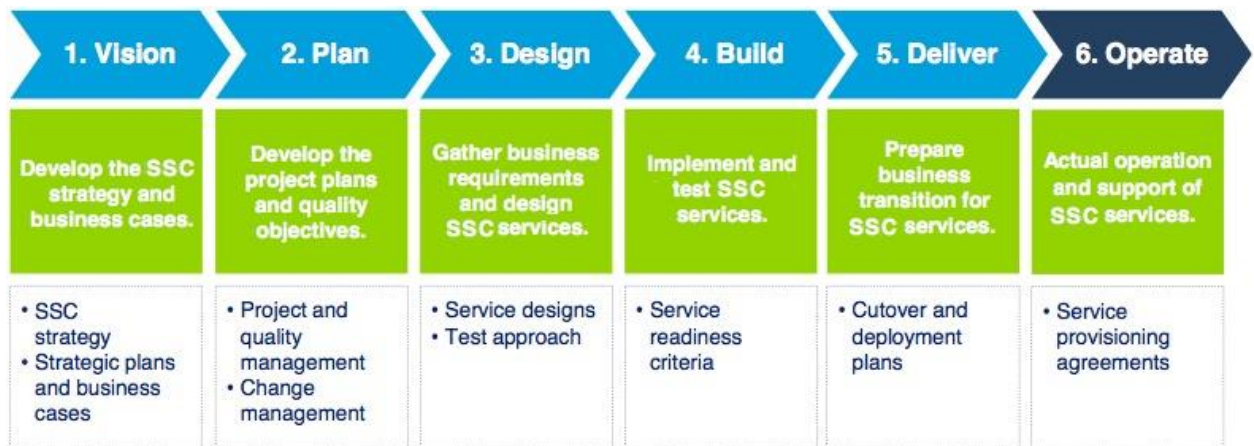 1. Vision
2. Plan
3. Design
4. Build
5. Deliver
6. Operate
Develop the SSC
strategy and
business cases.
Develop the
project plans
and quality
objectives.
Gather business
requirements
and design
SSC services.
Implement and
test SSC
services.
Prepare
business
transition for
SSC services.
Actual operation
and support of
SSC services.
• SSC
strategy
• Strategic plans
and business
cases
• Project and
quality
management
• Change
management
• Service designs
• Test approach
• Service
readiness
criteria
• Cutover and
deployment
plans
• Service
provisioning
agreements